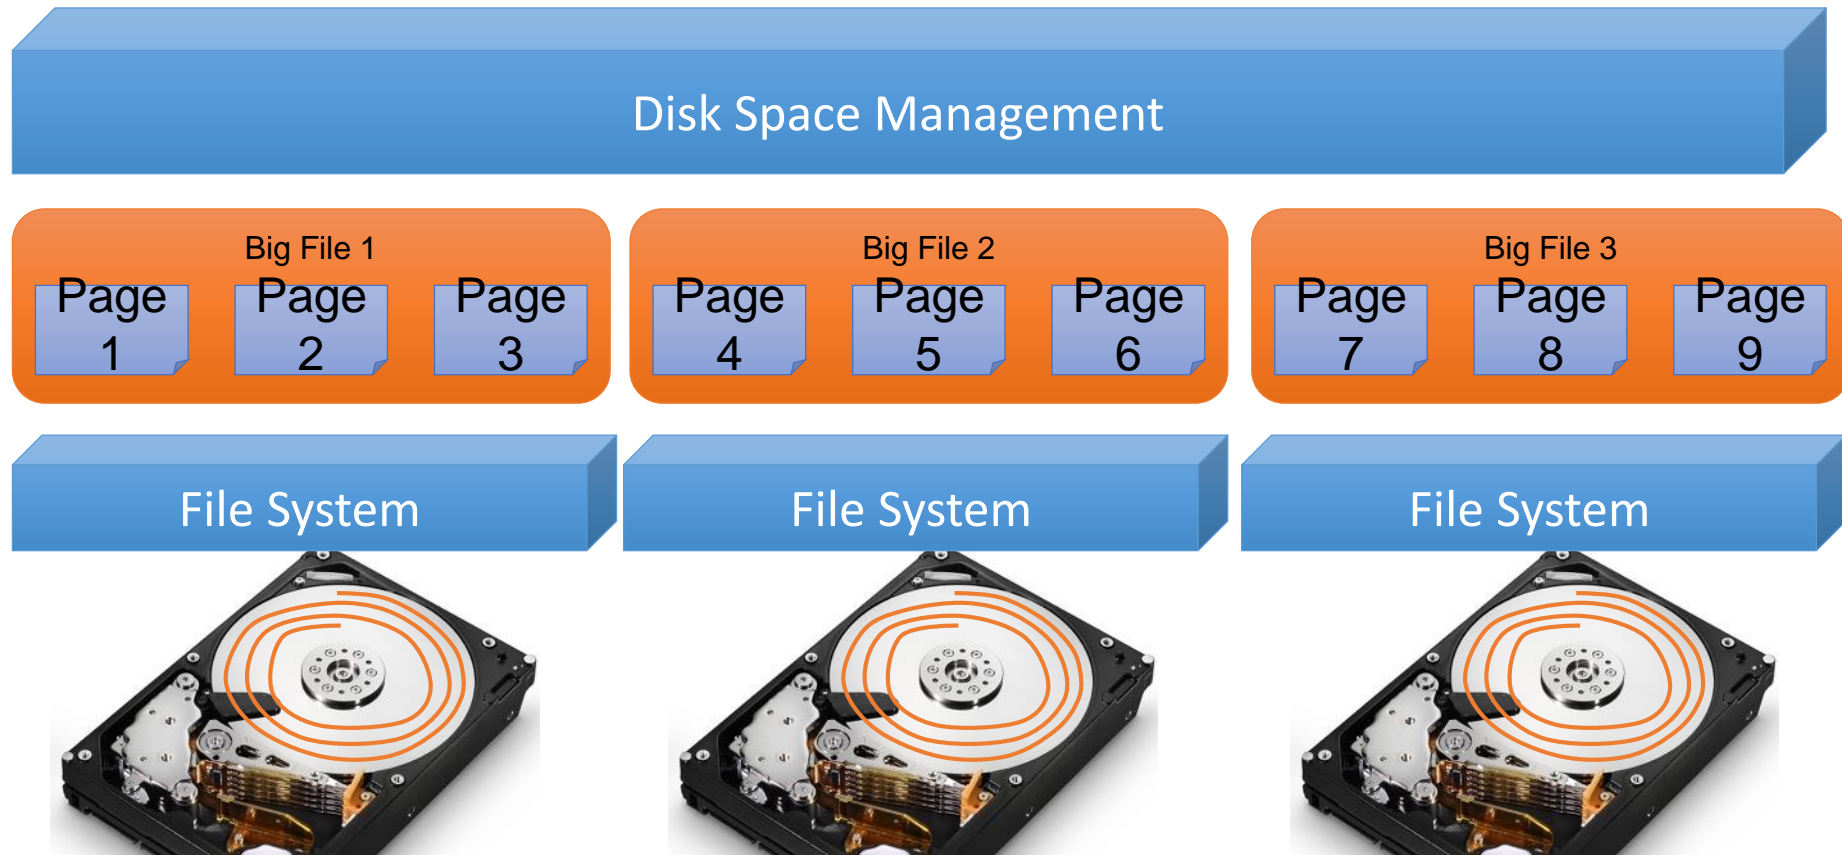 Disk Space Management
Big File 1
Page
1
Page
2
Page
3
Big File 2
Page
4
Page
5
Page
6
Big File 3
Page
7
Page
8
Page
9
File System
File System
File System